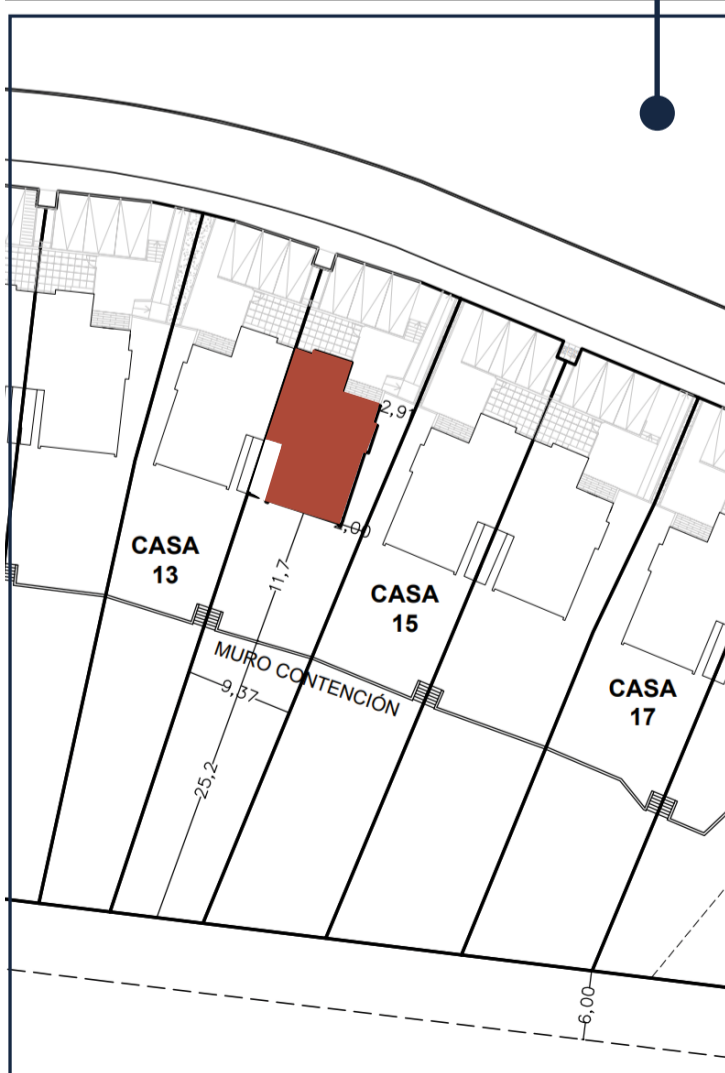 2,91
2,00
CASA
13
11,7
CASA
15
MURO CONTENCIÓN
9,37
CASA
17
25,2
6,00